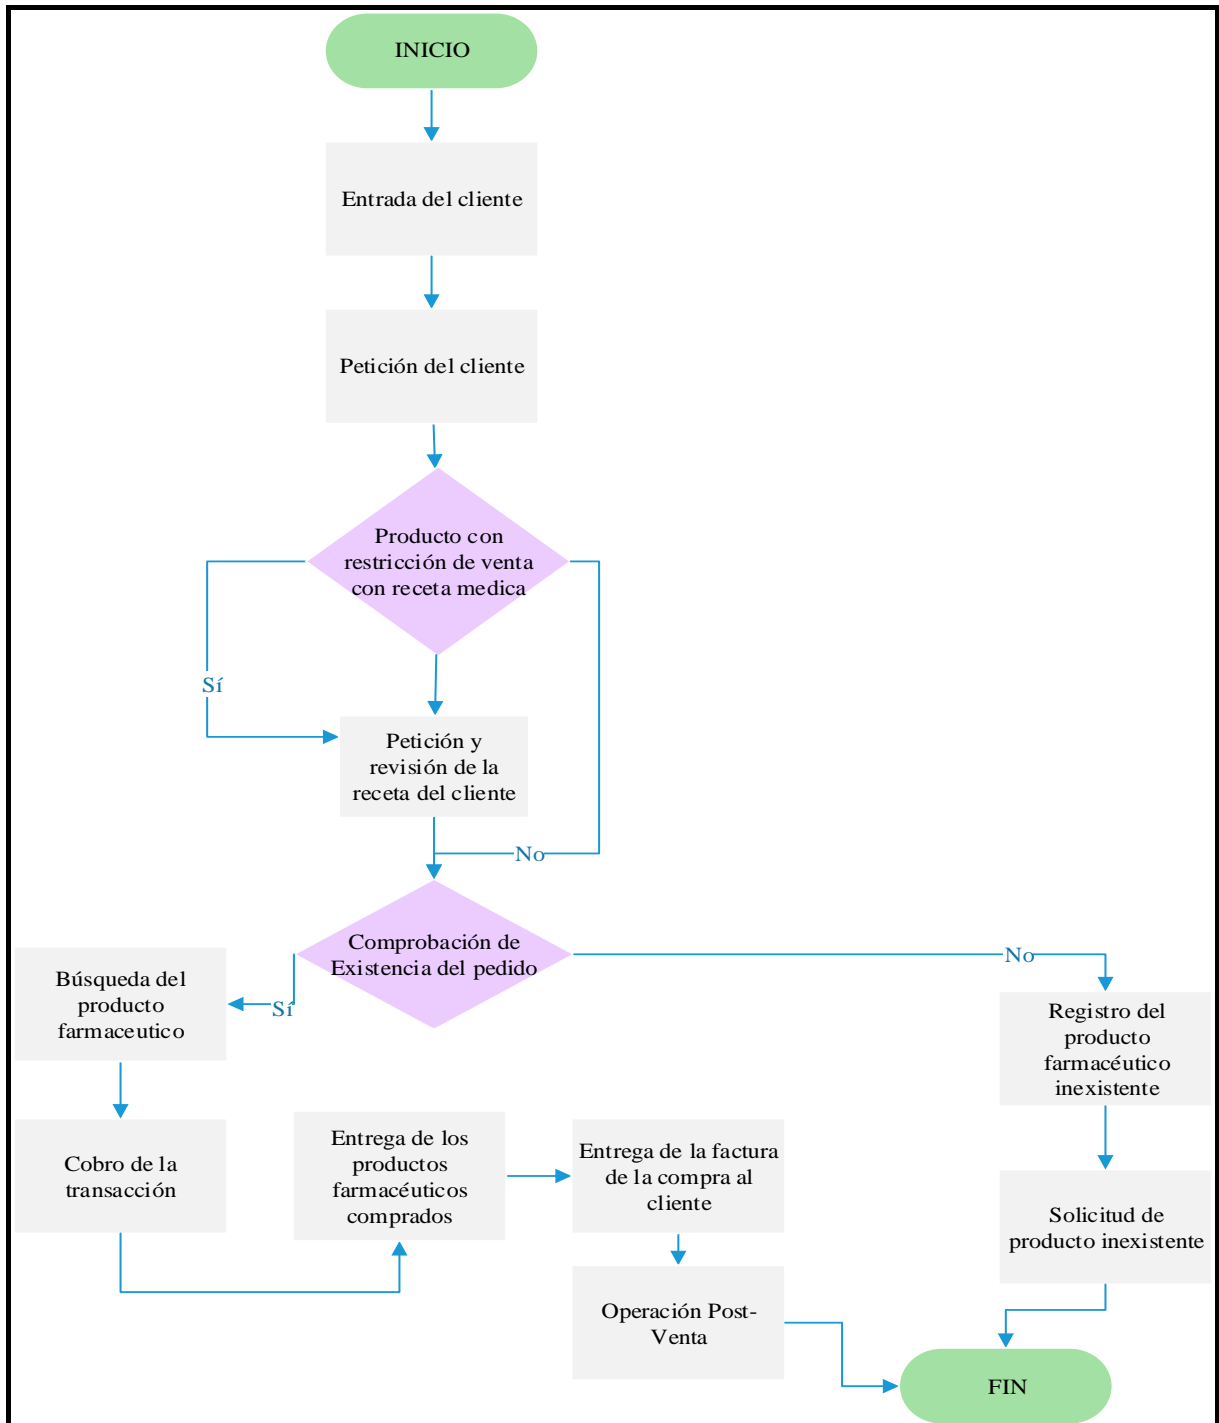 INICIO
Entrada del cliente
Petición del cliente
Producto con
restricción de venta
con receta medica
Sí
Petición y
revisión de la
receta del cliente
No
Comprobación de
Existencia del pedido
Sí
No
Búsqueda del
producto
farmaceutico
Registro del
producto
farmacéutico
inexistente
Cobro de la
transacción
Entrega de los
productos
farmacéuticos
comprados
Entrega de la factura
de la compra al
cliente
Solicitud de
producto inexistente
Operación Post-
Venta
FIN